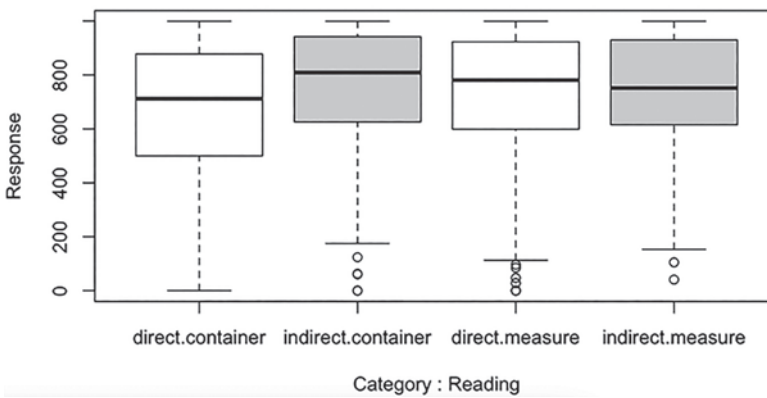 Response
800
600
400
200
0
direct.container indirect.container direct.measure indirect.measure
Category : Reading